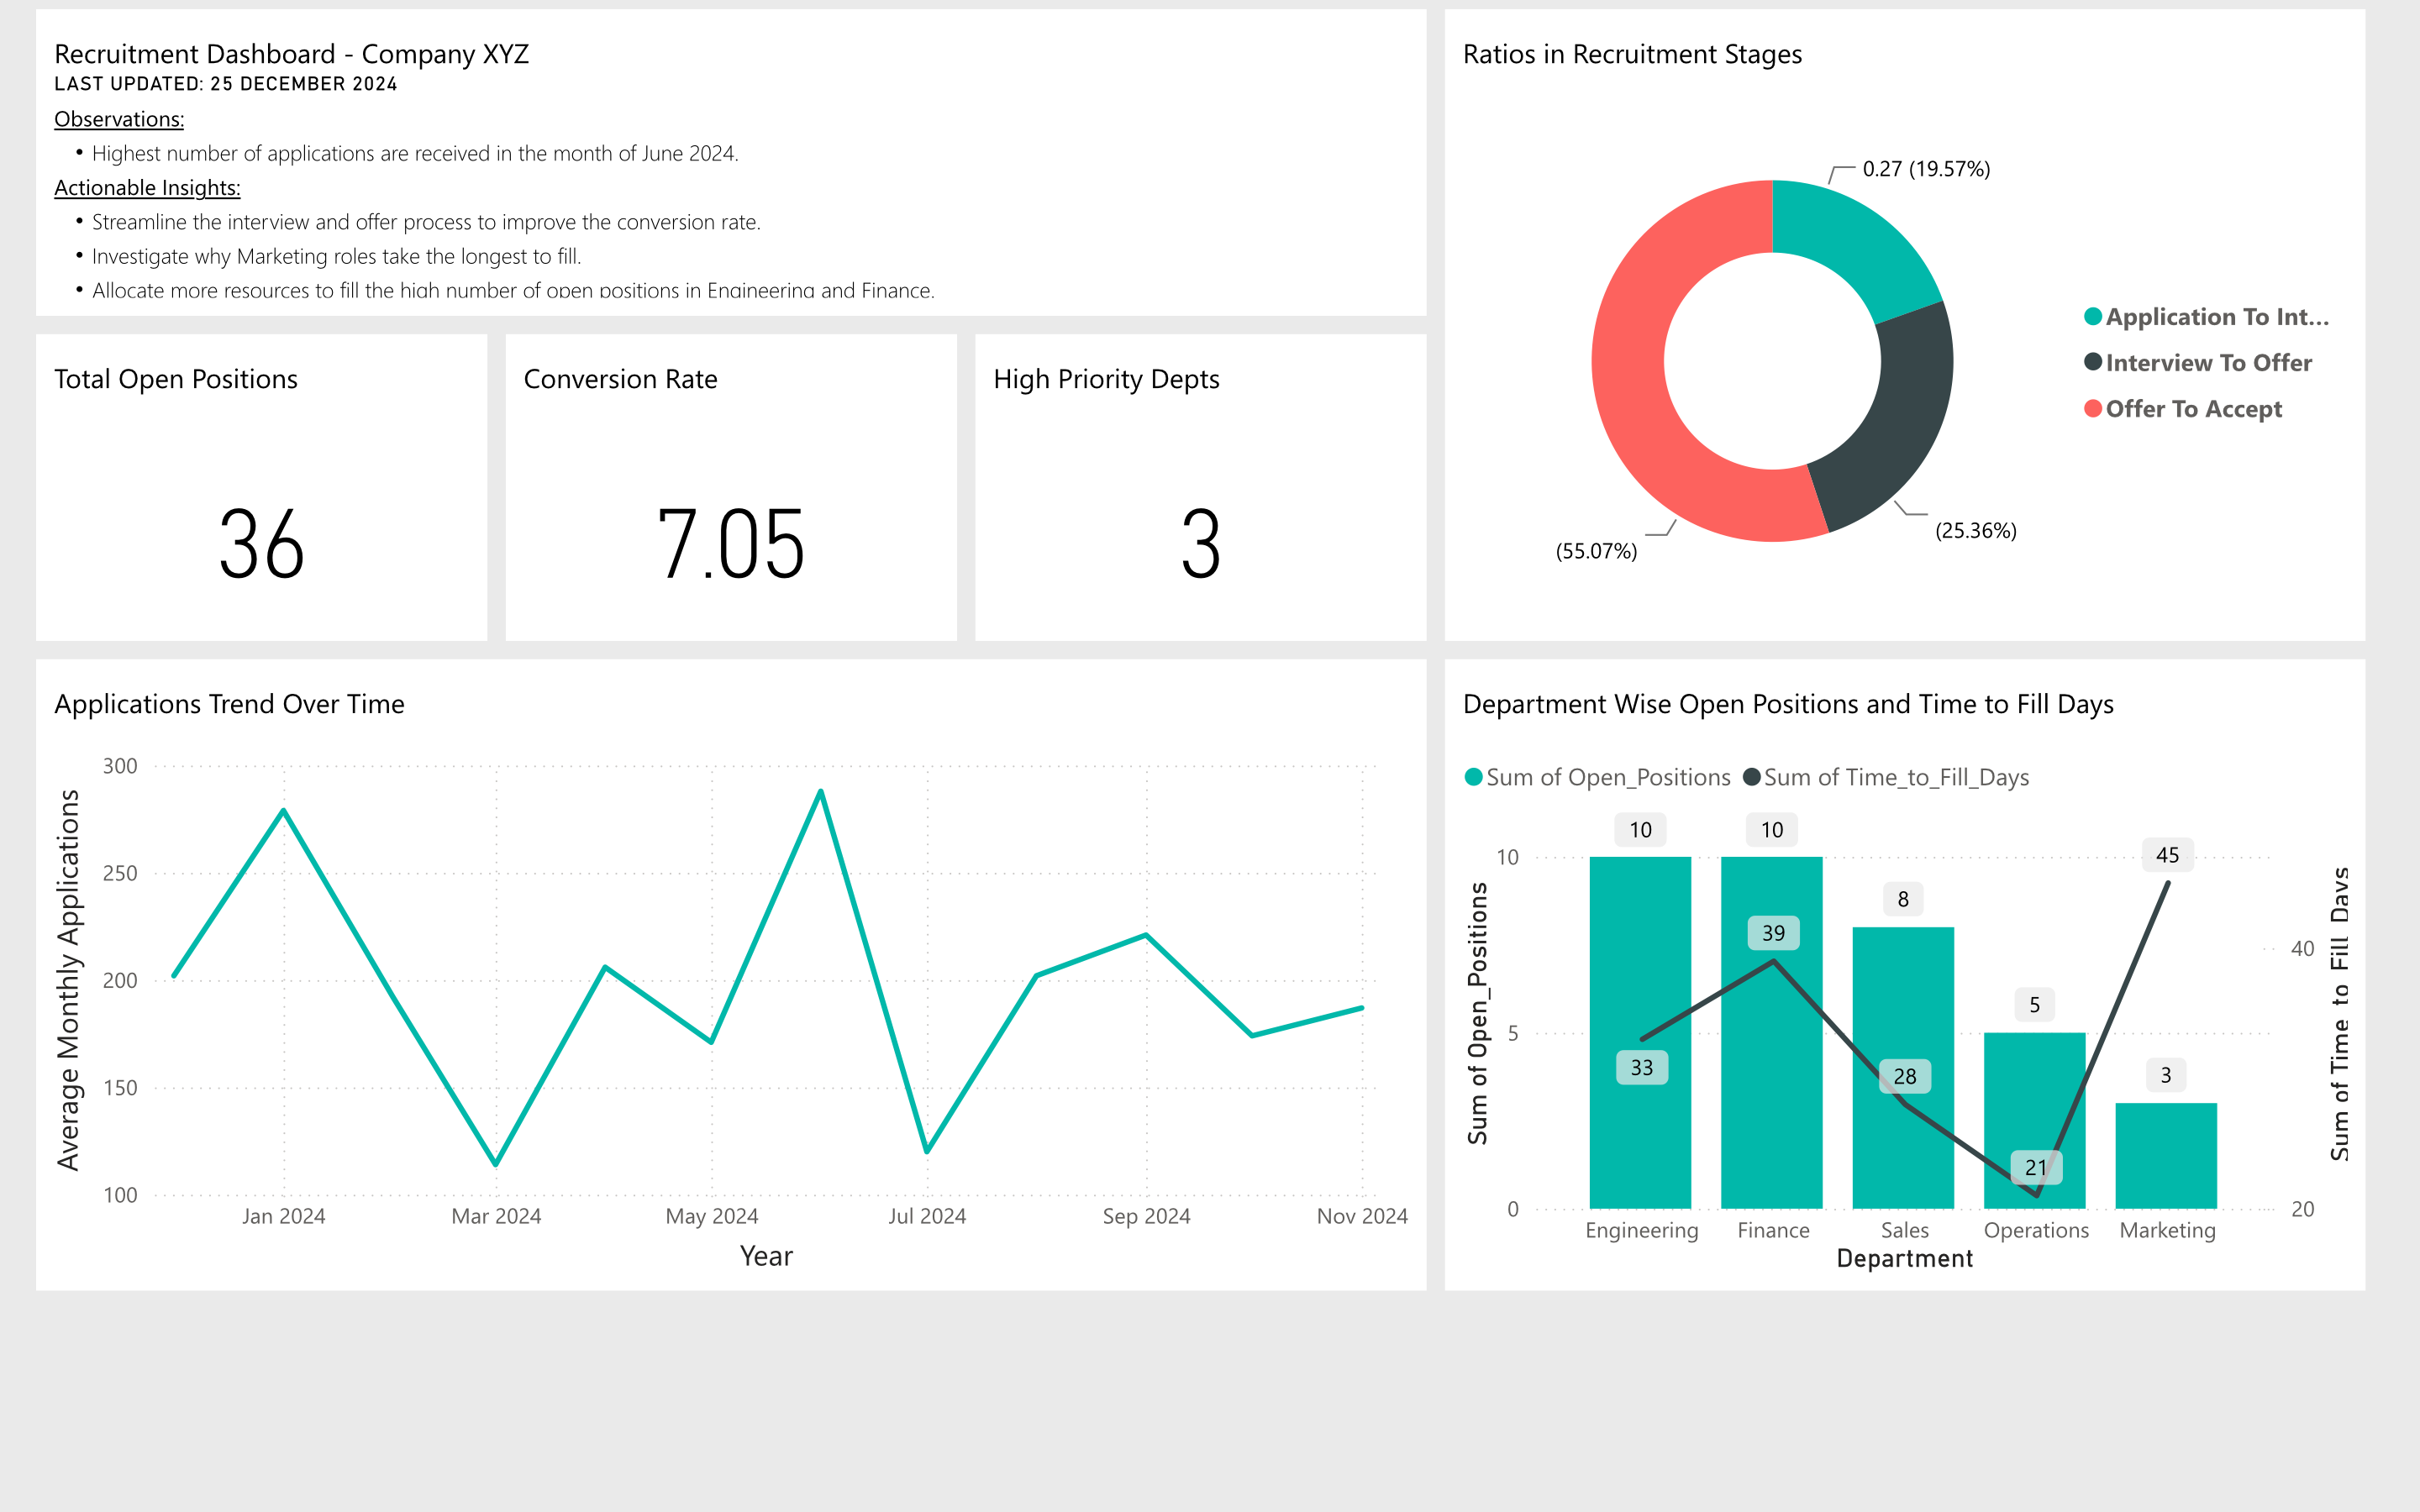 Recruitment Dashboard - Company XYZ
LAST UPDATED: 25 DECEMBER 2024
Observations:
• Highest number of applications are received in the month of June 2024.
Actionable Insights:
• Streamline the interview and offer process to improve the conversion rate.
• Investigate why Marketing roles take the longest to fill.
• Allocate more resources to fill the high number of open positions in Engineering and Finance.
Ratios in Recruitment Stages
0.27 (19.57%)
(25.36%)
(55.07%)
Application To Int...
Interview To Offer
Offer To Accept
Total Open Positions
36
Conversion Rate
7.05
High Priority Depts
3
Applications Trend Over Time
Average Monthly Applications
300
250
200
150
100
Jan 2024 Mar 2024 May 2024 Jul 2024 Sep 2024 Nov 2024
Year
Department Wise Open Positions and Time to Fill Days
Sum of Open_Positions Sum of Time_to_Fill_Days
Sum of Open_Positions
10
5
0
10 10 8 5 3
33 39 28 21 45
40
20
Sum of Time_to_Fill_Days
Engineering Finance Sales Operations Marketing
Department